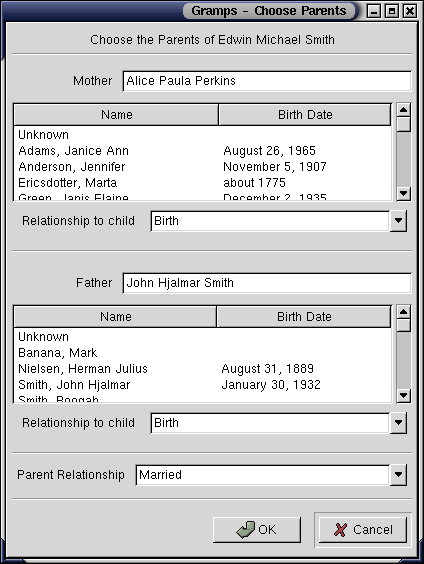 Gramps - Choose Parents
Choose the Parents of Edwin Michael Smith
Mother Alice Paula Perkins
Name Birth Date
Unknown
Adams, Janice Ann August 26, 1965
Anderson, Jennifer November 5, 1907
Ericsdotter, Marta about 1775
Green, Janis Elaine December 2, 1935
Relationship to child Birth
Father John Hjalmar Smith
Name Birth Date
Unknown
Banana, Mark
Nielsen, Herman Julius August 31, 1889
Smith, John Hjalmar January 30, 1932
Smith, Boogah
Relationship to child Birth
Parent Relationship Married
OK Cancel